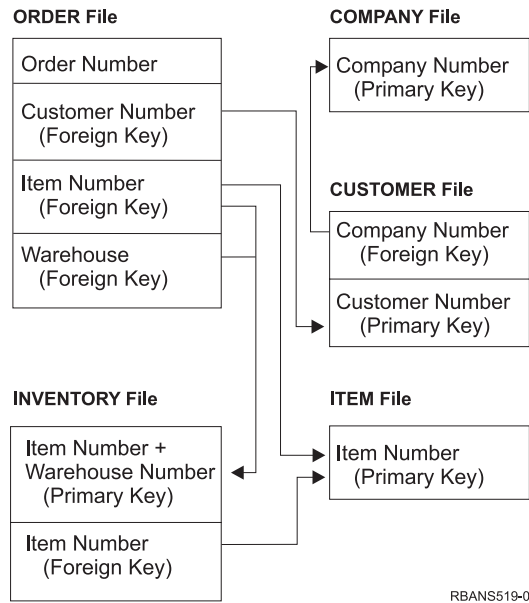 ORDER File
Order Number
Customer Number
(Foreign Key)
Item Number
(Foreign Key)
Warehouse
(Foreign Key)
COMPANY File
Company Number
(Primary Key)
CUSTOMER File
Company Number
(Foreign Key)
Customer Number
(Primary Key)
INVENTORY File
Item Number +
Warehouse Number
(Primary Key)
Item Number
(Foreign Key)
ITEM File
Item Number
(Primary Key)
RBANS519-0